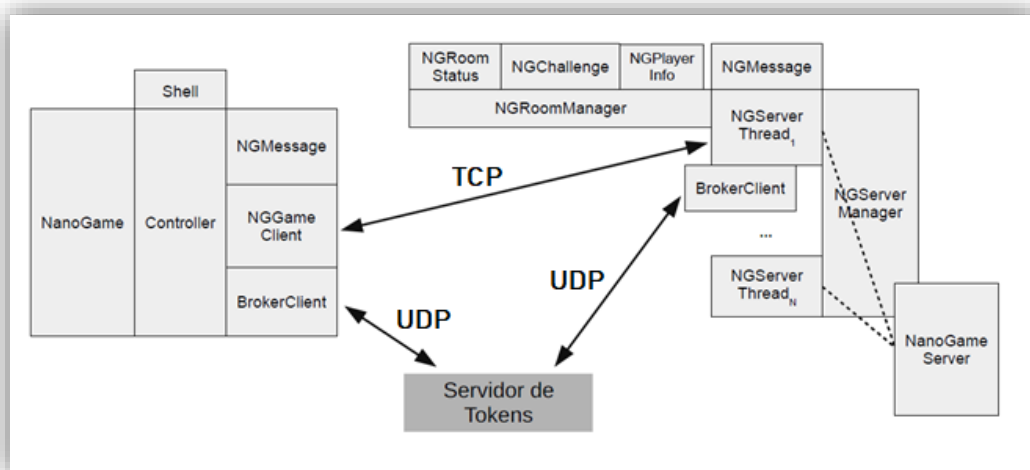 Shell
NanoGame
Controller
NGMessage
NGGame
Client
BrokerClient
TCP
UDP
UDP
Servidor de
Tokens
NGRoom
Status
NGChallenge
NGPlayer
Info
NGMessage
NGRoomManager
NGServer
Thread1
BrokerClient
...
NGServer
ThreadN
NGServer
Manager
NanoGame
Server